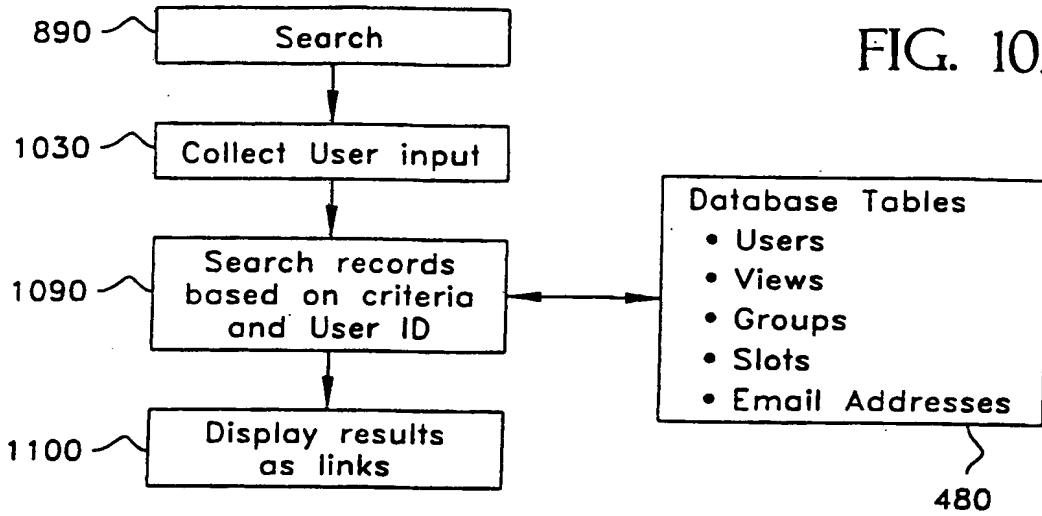 FIG. 10
890
Search
1030
Collect User input
1090
Search records
based on criteria
and User ID
1100
Display results
as links
Database Tables
• Users
• Views
• Groups
• Slots
• Email Addresses
480